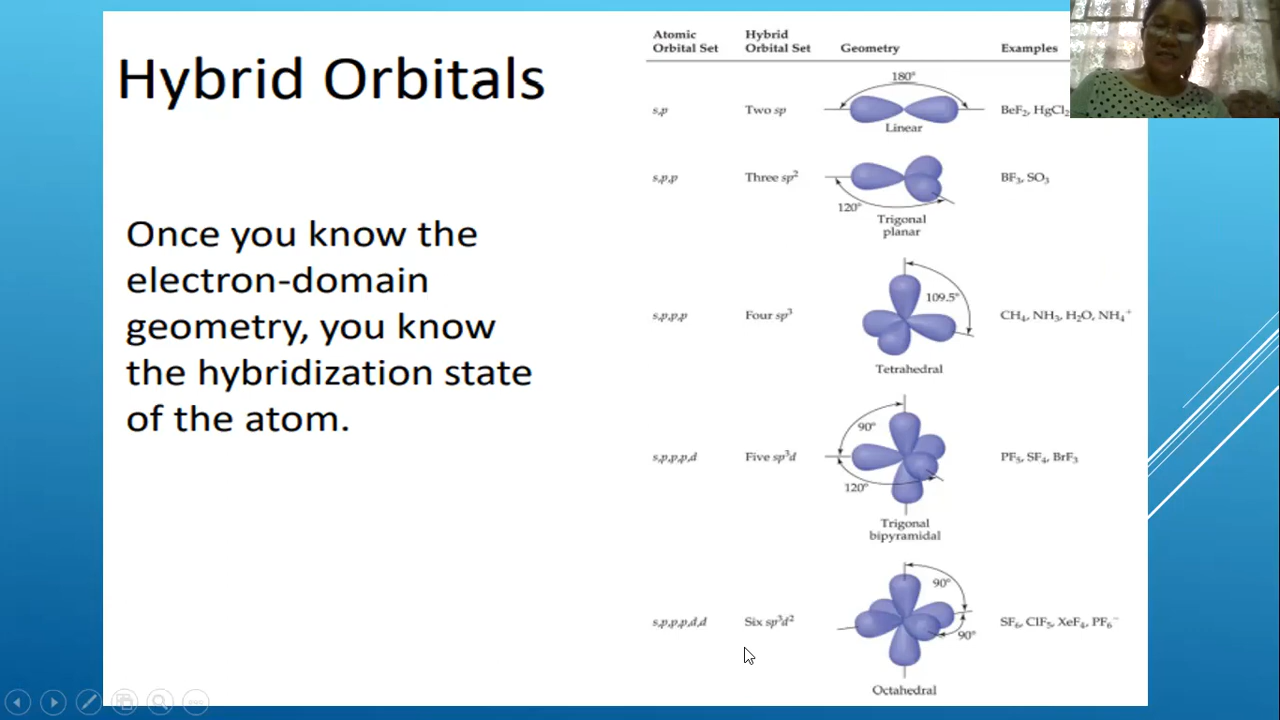 Hybrid Orbitals
Once you know the
electron-domain
geometry, you know
the hybridization state
of the atom.
Atomic Orbital Set Hybrid Orbital Set Geometry Examples
s,p Two sp 180° BeF₂, HgCl₂
Linear
s,p,p Three sp² 120° BF₃, SO₃
Trigonal
planar
s,p,p,p Four sp³ 109.5° CH₄, NH₃, H₂O, NH₄⁺
Tetrahedral
s,p,p,p,d Five sp³d 90° 120° PF₅, SF₄, BrF₃
Trigonal
bipyramidal
s,p,p,p,d,d Six sp³d² 90° 90° SF₆, ClF₅, XeF₄, PF₆⁻
Octahedral